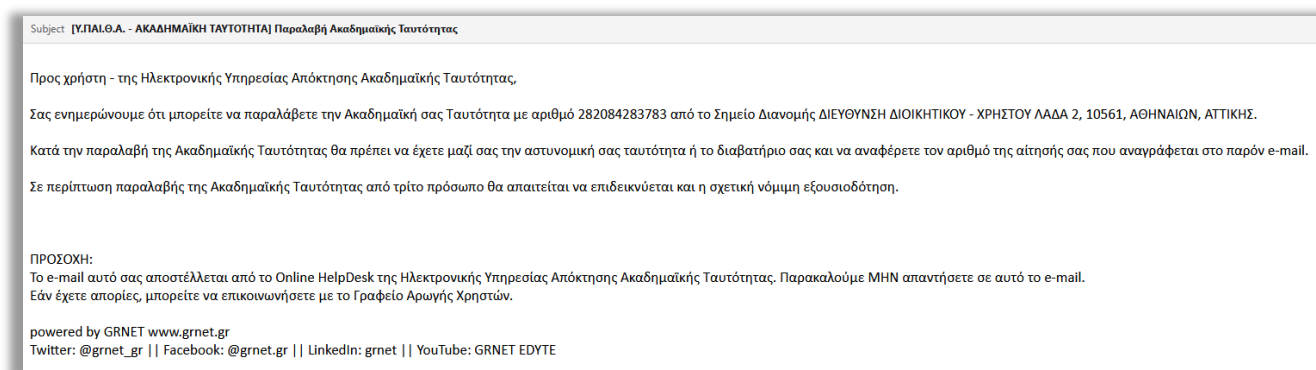 Subject [Υ.ΠΑΙ.Θ.Α. - ΑΚΑΔΗΜΑΪΚΗ ΤΑΥΤΟΤΗΤΑ] Παραλαβή Ακαδημαϊκής Ταυτότητας
Προς χρήστη - της Ηλεκτρονικής Υπηρεσίας Απόκτησης Ακαδημαϊκής Ταυτότητας,
Σας ενημερώνουμε ότι μπορείτε να παραλάβετε την Ακαδημαϊκή σας Ταυτότητα με αριθμό 282084283783 από το Σημείο Διανομής ΔΙΕΥΘΥΝΣΗ ΔΙΟΙΚΗΤΙΚΟΥ - ΧΡΗΣΤΟΥ ΛΑΔΑ 2, 10561, ΑΘΗΝΑΙΩΝ, ΑΤΤΙΚΗΣ.
Κατά την παραλαβή της Ακαδημαϊκής Ταυτότητας θα πρέπει να έχετε μαζί σας την αστυνομική σας ταυτότητα ή το διαβατήριο σας και να αναφέρετε τον αριθμό της αίτησής σας που αναγράφεται στο παρόν e-mail.
Σε περίπτωση παραλαβής της Ακαδημαϊκής Ταυτότητας από τρίτο πρόσωπο θα απαιτείται να επιδεικνύεται και η σχετική νόμιμη εξουσιοδότηση.
ΠΡΟΣΟΧΗ:
Το e-mail αυτό σας αποστέλλεται από το Online HelpDesk της Ηλεκτρονικής Υπηρεσίας Απόκτησης Ακαδημαϊκής Ταυτότητας. Παρακαλούμε ΜΗΝ απαντήσετε σε αυτό το e-mail.
Εάν έχετε απορίες, μπορείτε να επικοινωνήσετε με το Γραφείο Αρωγής Χρηστών.
powered by GRNET www.grnet.gr
Twitter: @grnet_gr || Facebook: @grnet.gr || LinkedIn: grnet || YouTube: GRNET EDYTE